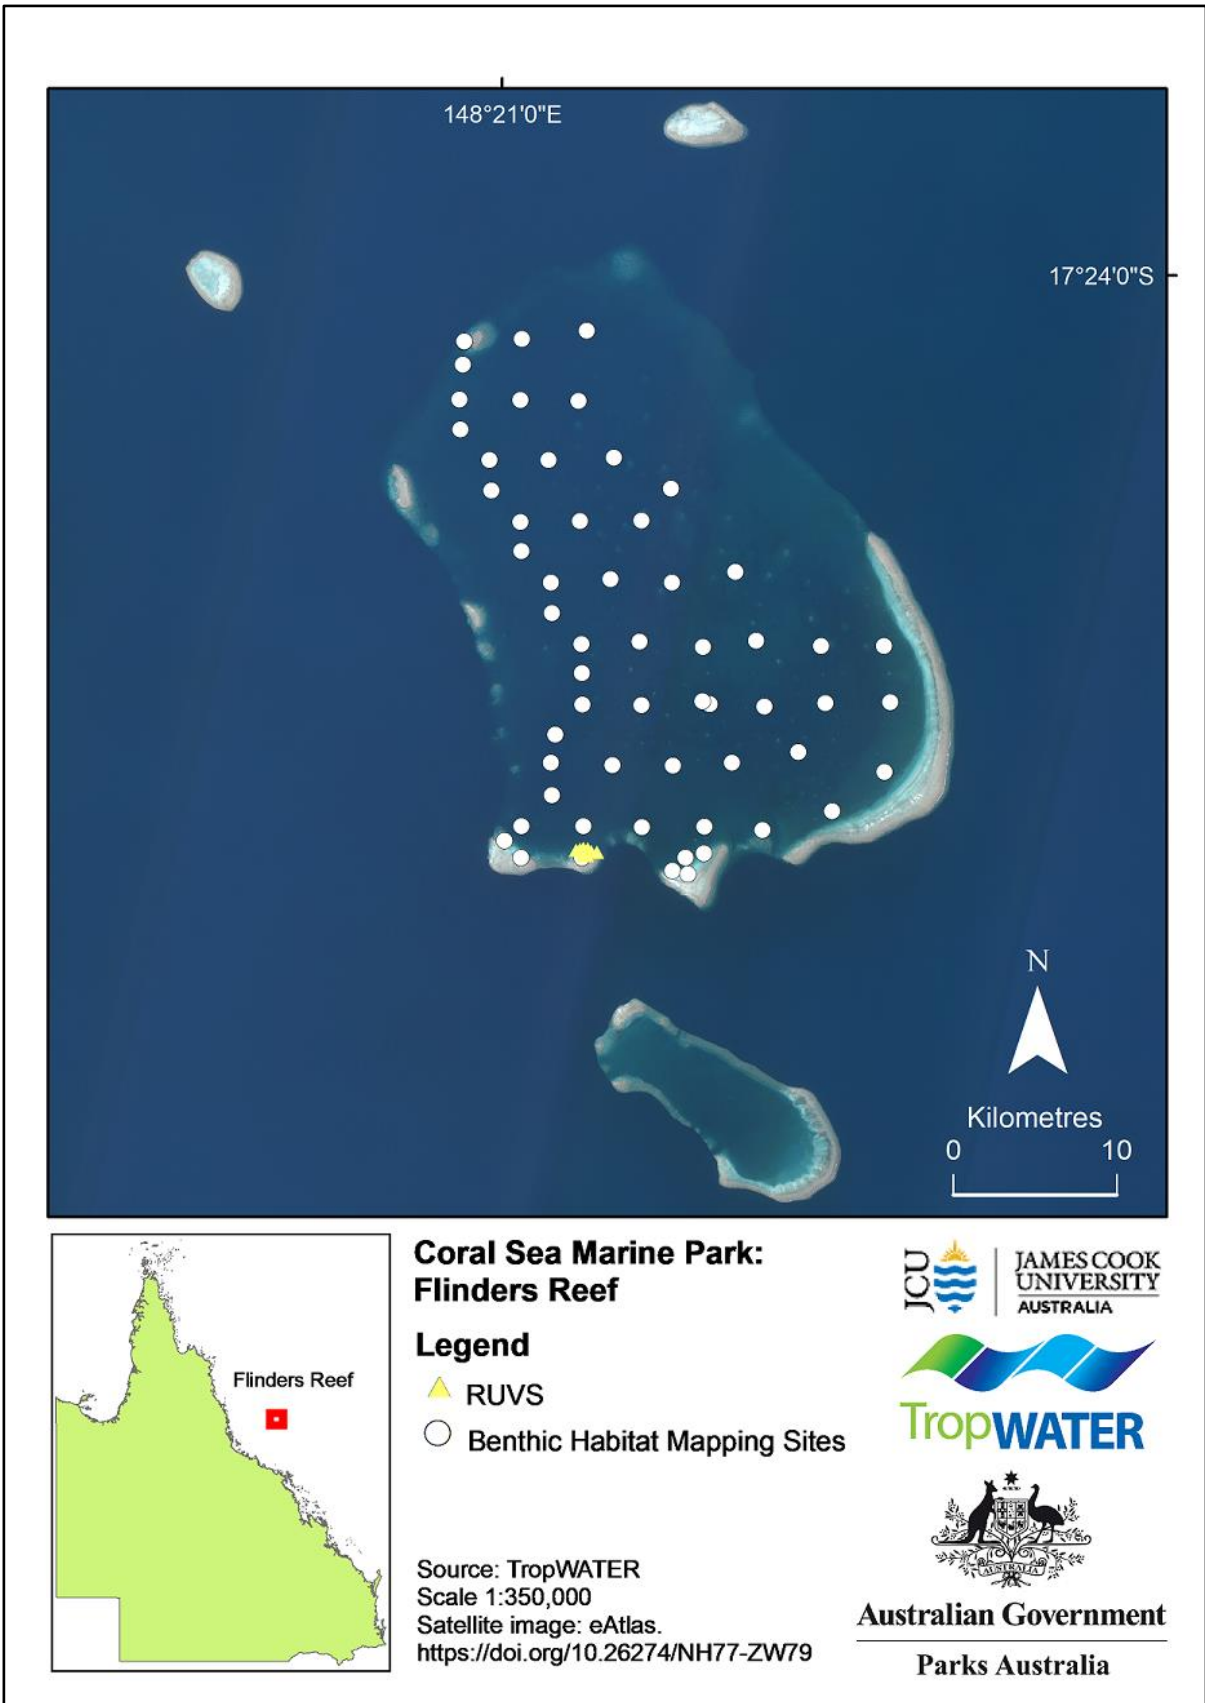 148°21'0"E
17°24'0"S
N
Kilometres
0 10
Coral Sea Marine Park:
Flinders Reef
Legend
RUVS
Benthic Habitat Mapping Sites
Source: TropWATER
Scale 1:350,000
Satellite image: eAtlas.
https://doi.org/10.26274/NH77-ZW79
Flinders Reef
JCU
JAMES COOK
UNIVERSITY
AUSTRALIA
TropWATER
AUSTRALIA
Australian Government
Parks Australia